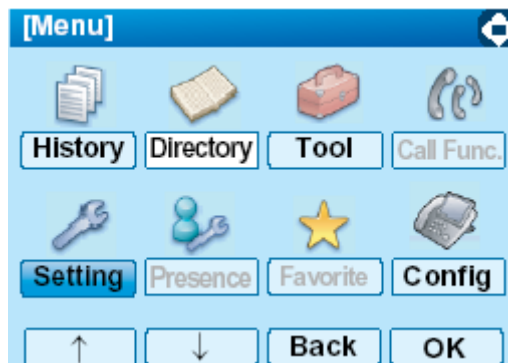 [Menu]
History Directory Tool Call Func.
Setting Presence Favorite Config
↑ ↓ Back OK